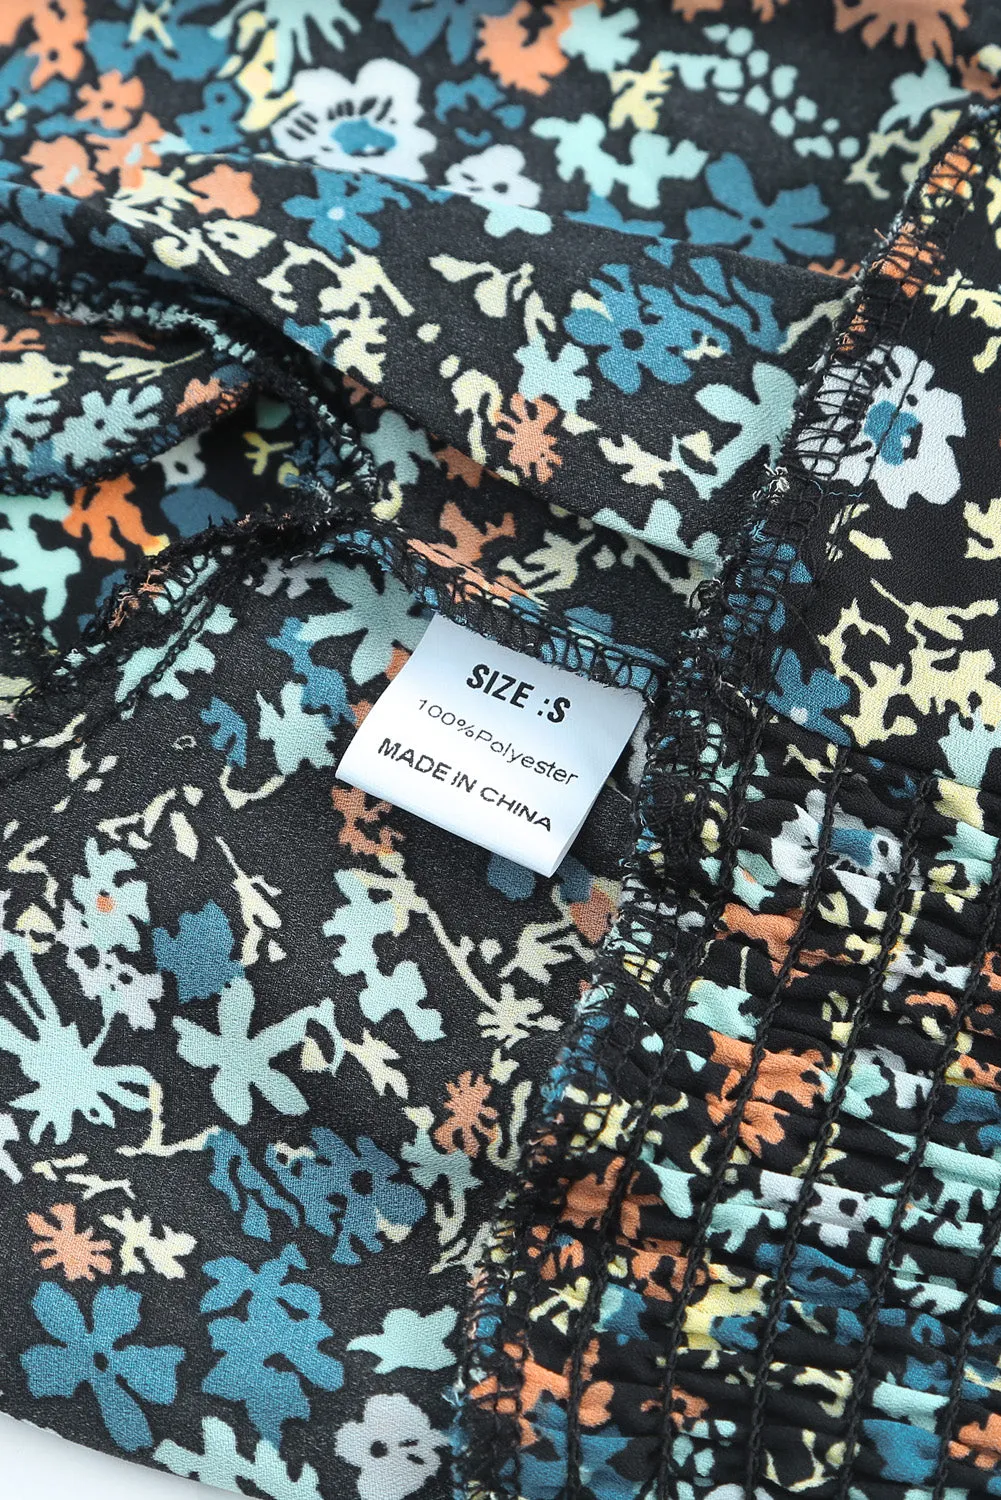 SIZE :S
100%Polyester
MADE IN CHINA